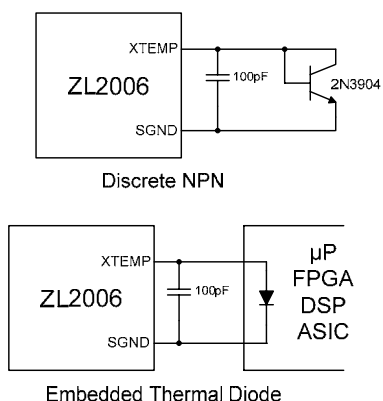 XTEMP
ZL2006
100pF
2N3904
SGND
Discrete NPN
XTEMP
µP
FPGA
ZL2006
100pF
DSP
ASIC
SGND
Embedded Thermal Diode